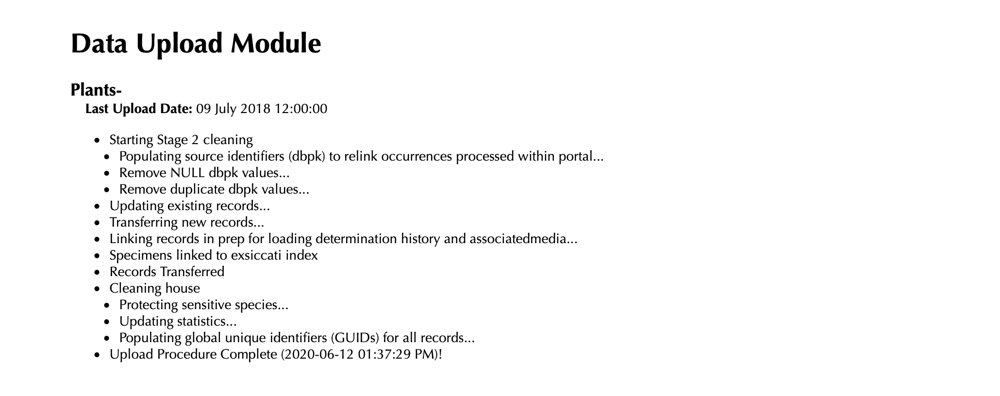 Data Upload Module
Plants-
Last Upload Date: 09 July 2018 12:00:00
• Starting Stage 2 cleaning
• Populating source identifiers (dbpk) to relink occurrences processed within portal...
• Remove NULL dbpk values...
• Remove duplicate dbpk values...
• Updating existing records...
• Transferring new records...
• Linking records in prep for loading determination history and associatedmedia...
• Specimens linked to exsiccati index
• Records Transferred
• Cleaning house
• Protecting sensitive species...
• Updating statistics...
• Populating global unique identifiers (GUIDs) for all records...
• Upload Procedure Complete (2020-06-12 01:37:29 PM)!